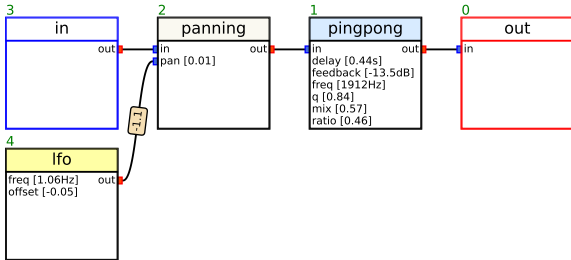 3
in
out
2
panning
in
out
pan [0.01]
1
pingpong
in
out
delay [0.44s]
feedback [-13.5dB]
freq [1912Hz]
q [0.84]
mix [0.57]
ratio [0.46]
0
out
in
-1.1
4
lfo
freq [1.06Hz]
out
offset [-0.05]